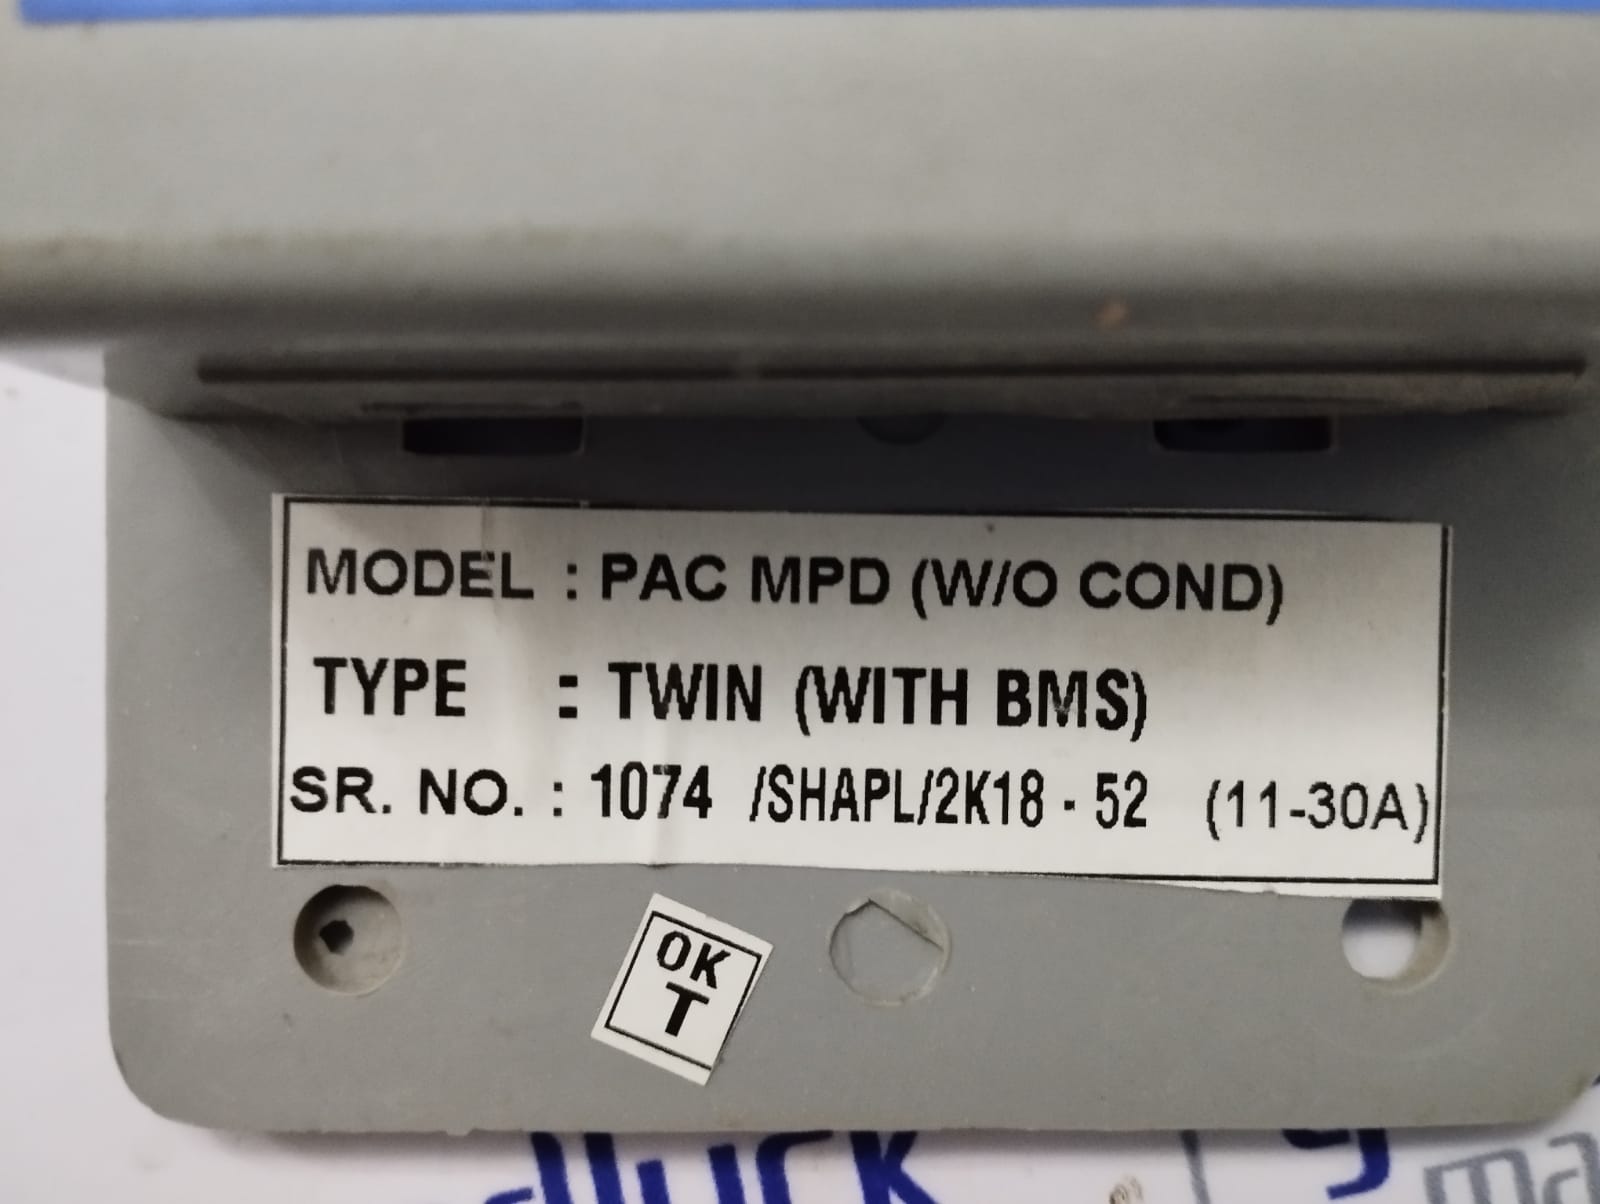 MODEL : PAC MPD (W/O COND)
TYPE : TWIN (WITH BMS)
SR. NO. : 1074 /SHAPL/2K18 - 52 (11-30A)
OK
T